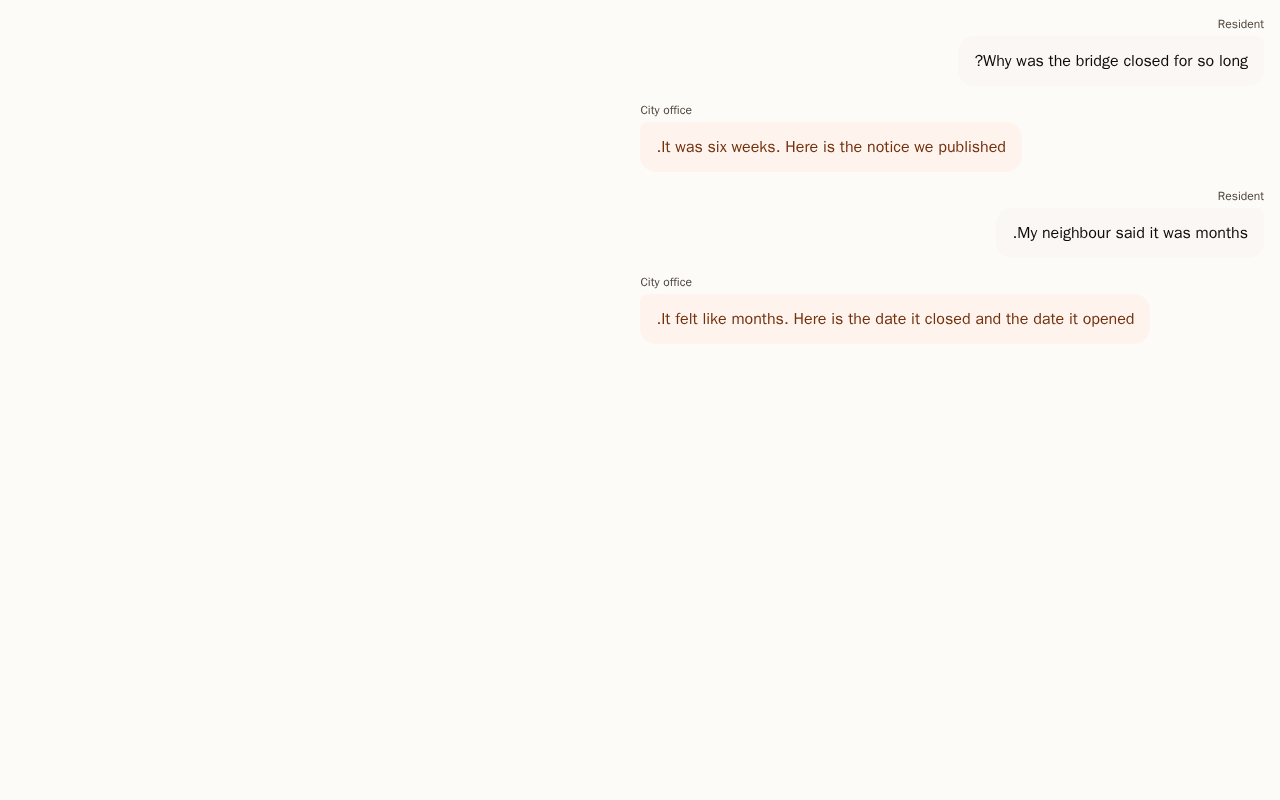 Resident
?Why was the bridge closed for so long
City office
.It was six weeks. Here is the notice we published
Resident
.My neighbour said it was months
City office
.It felt like months. Here is the date it closed and the date it opened